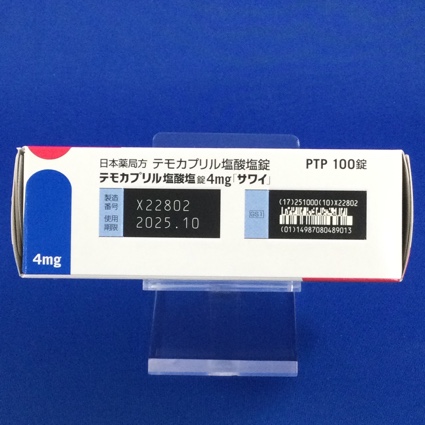 日本薬局方 テモカプリル塩酸塩錠
PTP 100錠
テモカプリル塩酸塩錠4mg「サワイ」
製造番号
X22802
使用期限
2025.10
GS1
(17)251000(10)X22802
(01)14987080489013
4mg